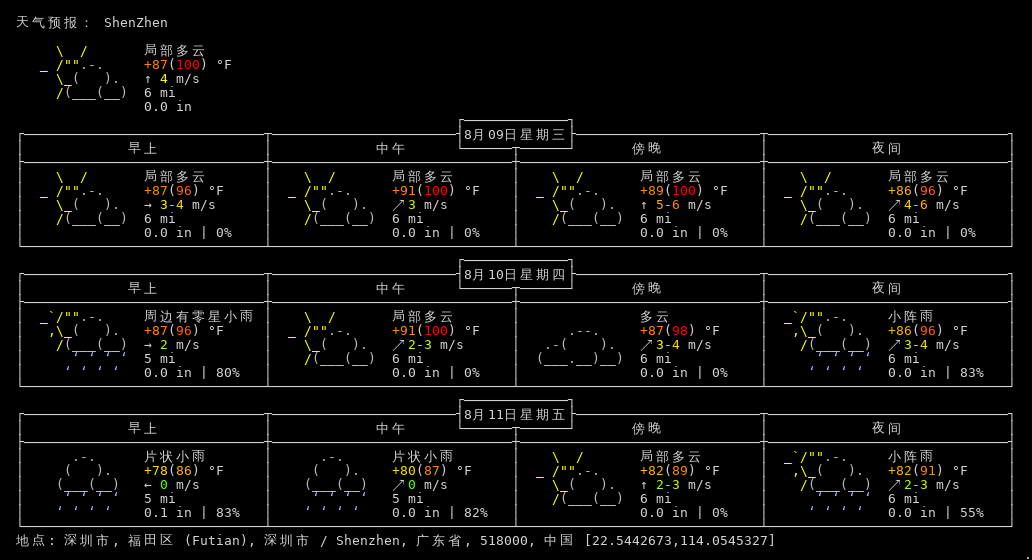 天气预报： ShenZhen
局部多云
+87(100) °F
↑ 4 m/s
6 mi
0.0 in
8月09日星期三
早上 中午 傍晚 夜间
局部多云 局部多云 局部多云 局部多云
+87(96) °F +91(100) °F +89(100) °F +86(96) °F
→ 3-4 m/s ↗ 3 m/s ↑ 5-6 m/s ↗ 4-6 m/s
6 mi 6 mi 6 mi 6 mi
0.0 in | 0% 0.0 in | 0% 0.0 in | 0% 0.0 in | 0%
8月10日星期四
早上 中午 傍晚 夜间
周边有零星小雨 局部多云 多云 小阵雨
+87(96) °F +91(100) °F +87(98) °F +86(96) °F
→ 2 m/s ↗ 2-3 m/s ↗ 3-4 m/s ↗ 3-4 m/s
5 mi 6 mi 6 mi 6 mi
0.0 in | 80% 0.0 in | 0% 0.0 in | 0% 0.0 in | 83%
8月11日星期五
早上 中午 傍晚 夜间
片状小雨 片状小雨 局部多云 小阵雨
+78(86) °F +80(87) °F +82(89) °F +82(91) °F
← 0 m/s ↗ 0 m/s ↑ 2-3 m/s ↗ 2-3 m/s
5 mi 5 mi 6 mi 6 mi
0.1 in | 83% 0.0 in | 82% 0.0 in | 0% 0.0 in | 55%
地点: 深圳市, 福田区 (Futian), 深圳市 / Shenzhen, 广东省, 518000, 中国 [22.5442673,114.0545327]